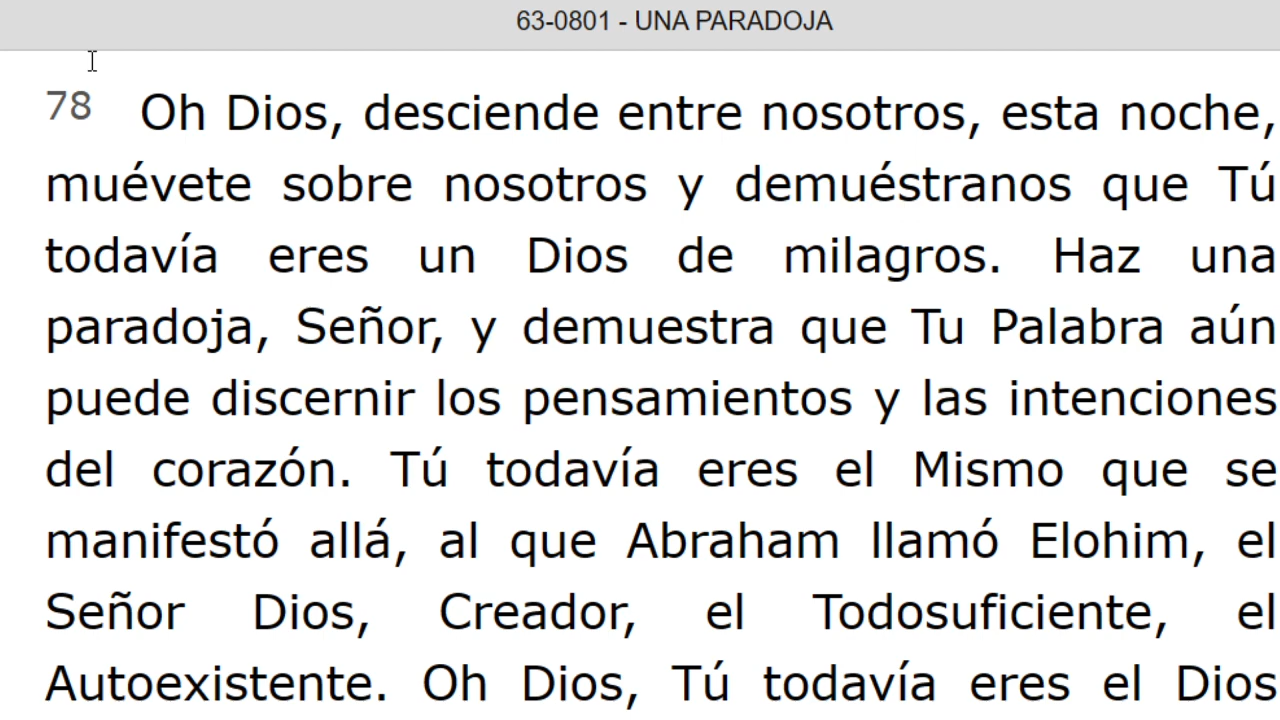 63-0801 - UNA PARADOJA
78 Oh Dios, desciende entre nosotros, esta noche,
muévete sobre nosotros y demuéstranos que Tú
todavía eres un Dios de milagros. Haz una
paradoja, Señor, y demuestra que Tu Palabra aún
puede discernir los pensamientos y las intenciones
del corazón. Tú todavía eres el Mismo que se
manifestó allá, al que Abraham llamó Elohim, el
Señor Dios, Creador, el Todosuficiente, el
Autoexistente. Oh Dios, Tú todavía eres el Dios